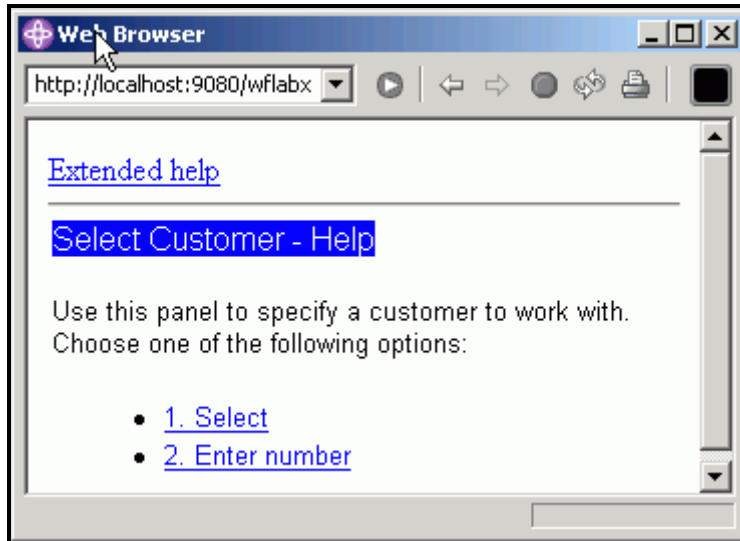 Web Browser
http://localhost:9080/wflabx
Extended help
Select Customer - Help
Use this panel to specify a customer to work with.
Choose one of the following options:
• 1. Select
• 2. Enter number